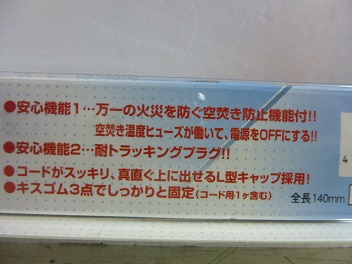 ●安心機能1…万一の火災を防ぐ空焚き防止機能付!!
空焚き温度ヒューズが働いて、電源をOFFにする!!
●安心機能2…耐トラッキングプラグ!!
●コードがスッキリ、真直ぐ上に出せるL型キャップ採用!
●キスゴム3点でしっかりと固定(コード用1ヶ含む)
全長140mm
4